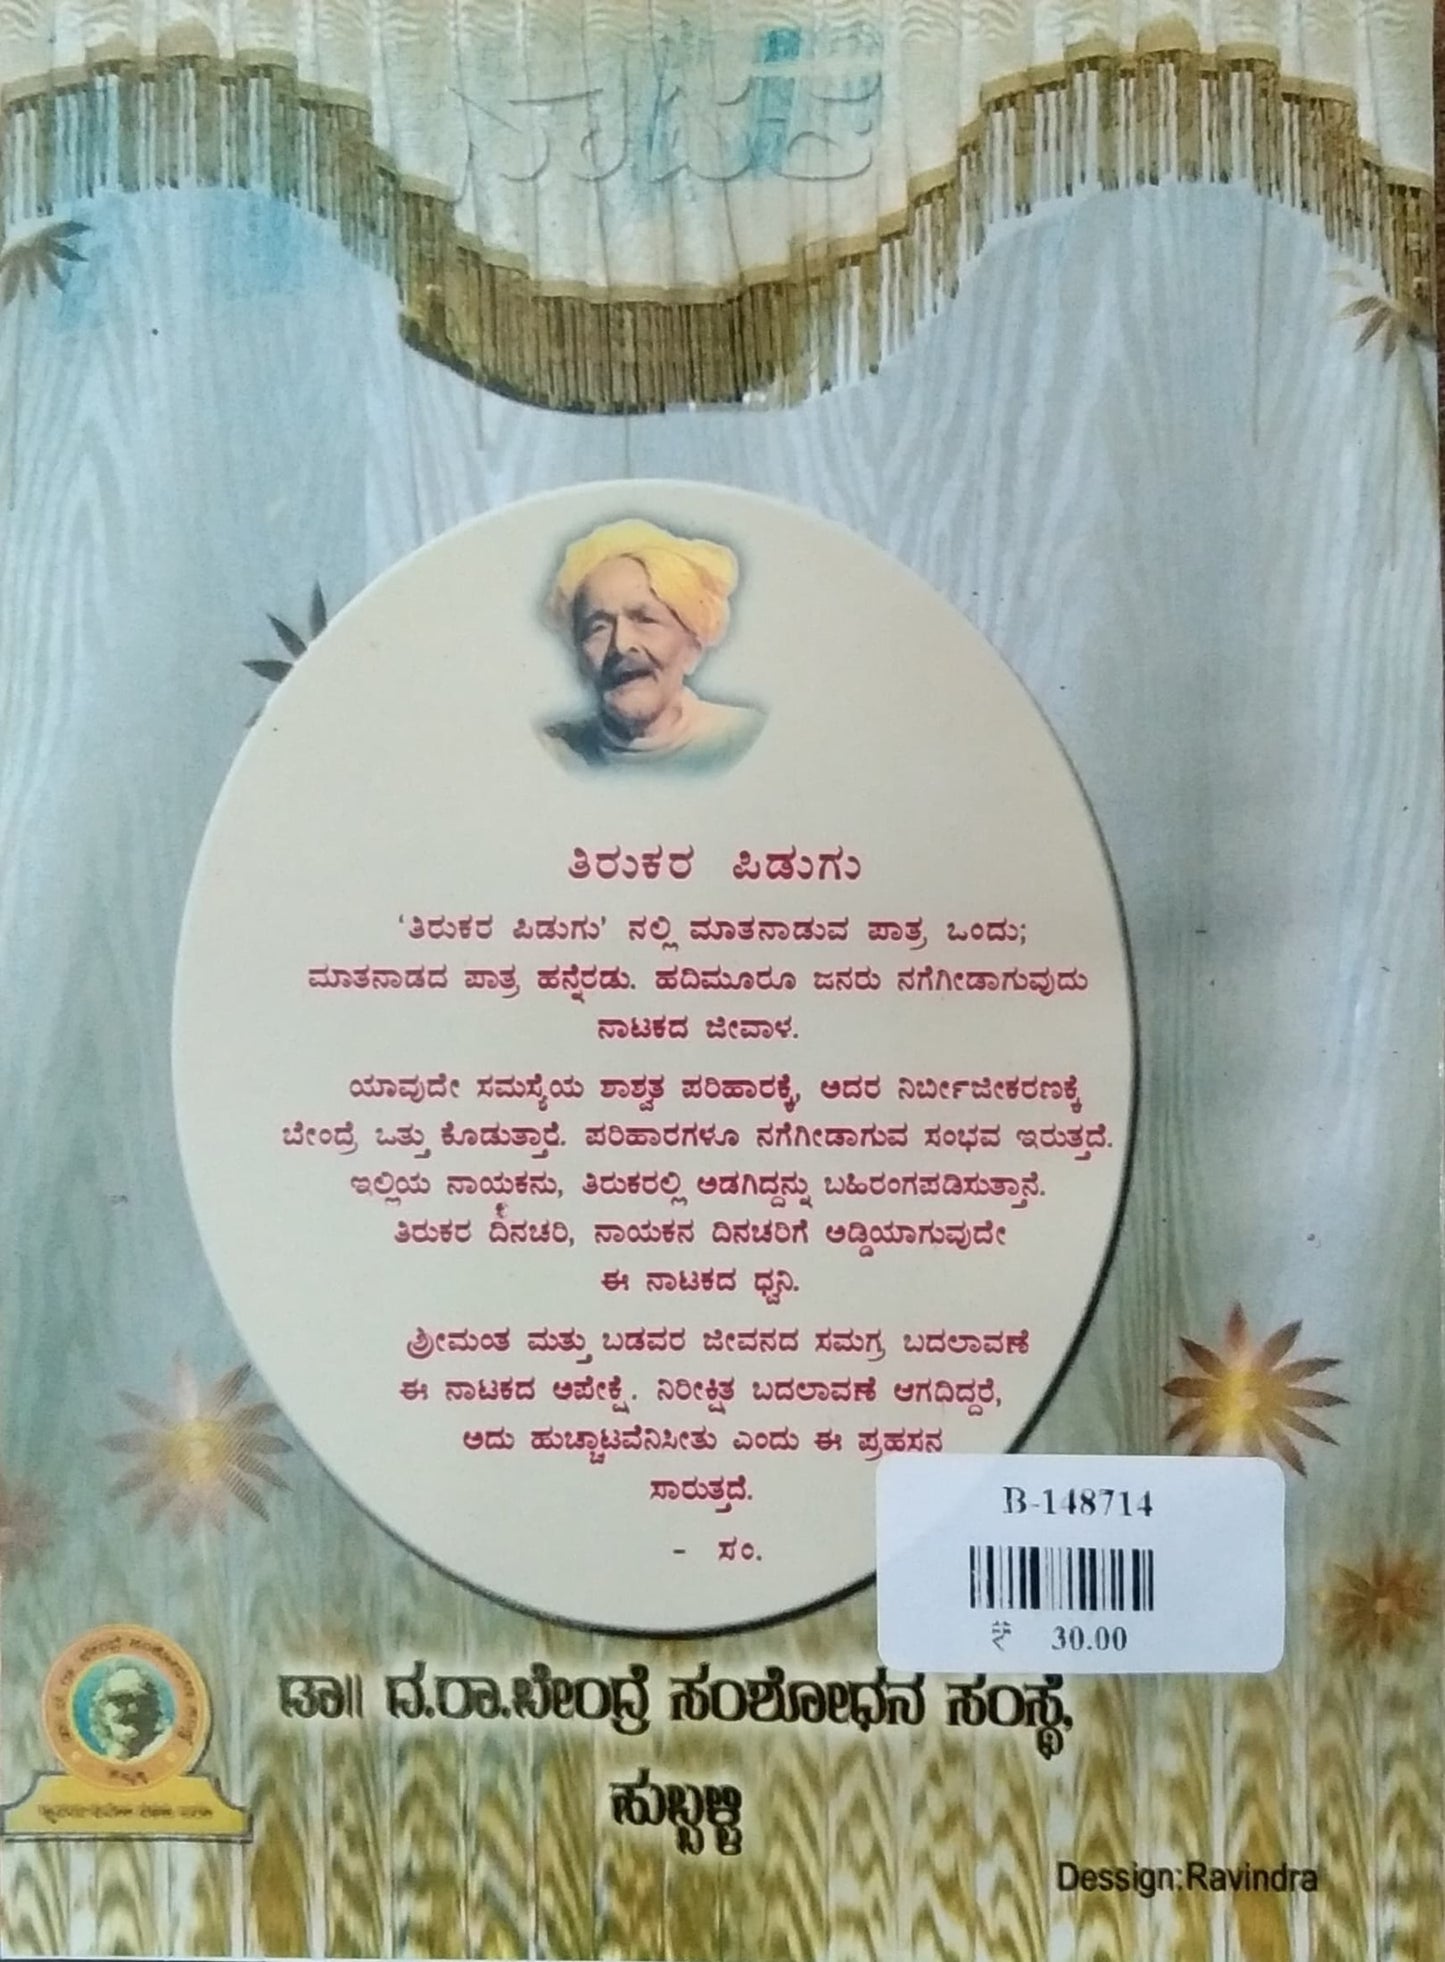 ನಾಟಕ
ತಿರುಕರ ಪಿಡುಗು
‘ತಿರುಕರ ಪಿಡುಗು’ ನಲ್ಲಿ ಮಾತನಾಡುವ ಪಾತ್ರ ಒಂದು;
ಮಾತನಾಡದ ಪಾತ್ರ ಹನ್ನೆರಡು. ಹದಿಮೂರೂ ಜನರು ನಗೆಗೀಡಾಗುವುದು
ನಾಟಕದ ಜೀವಾಳ.
ಯಾವುದೇ ಸಮಸ್ಯೆಯ ಶಾಶ್ವತ ಪರಿಹಾರಕ್ಕೆ, ಅದರ ನಿರ್ಬೀಜೀಕರಣಕ್ಕೆ
ಬೇಂದ್ರೆ ಒತ್ತು ಕೊಡುತ್ತಾರೆ. ಪರಿಹಾರಗಳೂ ನಗೆಗೀಡಾಗುವ ಸಂಭವ ಇರುತ್ತದೆ.
ಇಲ್ಲಿಯ ನಾಯಕನು, ತಿರುಕರಲ್ಲಿ ಅಡಗಿದ್ದನ್ನು ಬಹಿರಂಗಪಡಿಸುತ್ತಾನೆ.
ತಿರುಕರ ದಿನಚರಿ, ನಾಯಕನ ದಿನಚರಿಗೆ ಅಡ್ಡಿಯಾಗುವುದೇ
ಈ ನಾಟಕದ ಧ್ವನಿ.
ಶ್ರೀಮಂತ ಮತ್ತು ಬಡವರ ಜೀವನದ ಸಮಗ್ರ ಬದಲಾವಣೆ
ಈ ನಾಟಕದ ಅಪೇಕ್ಷೆ. ನಿರೀಕ್ಷಿತ ಬದಲಾವಣೆ ಆಗದಿದ್ದರೆ,
ಅದು ಹುಚ್ಚಾಟವೆನಿಸೀತು ಎಂದು ಈ ಪ್ರಹಸನ
ಸಾರುತ್ತದೆ.
- ಸಂ.
B-148714
₹ 30.00
ಡಾ|| ದ.ರಾ.ಬೇಂದ್ರೆ ಸಂಶೋಧನ ಸಂಸ್ಥೆ,
ಹುಬ್ಬಳ್ಳಿ
Dessign:Ravindra